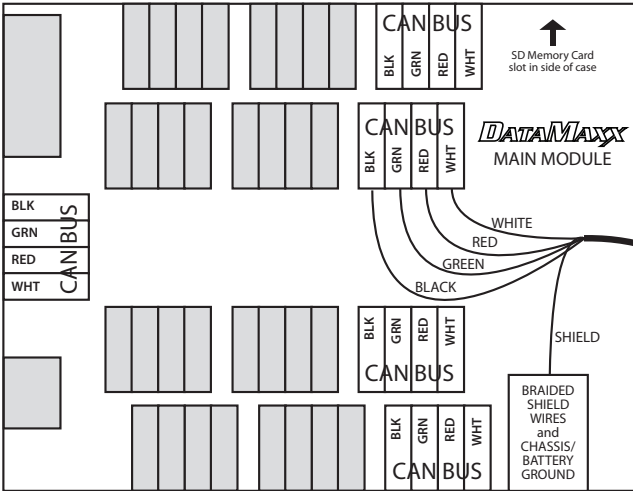 CAN BUS
BLK
GRN
RED
WHT
SD Memory Card
slot in side of case
CAN BUS
BLK
GRN
RED
WHT
DATAMAXX
MAIN MODULE
BLK
GRN
RED
WHT
CAN BUS
WHITE
RED
GREEN
BLACK
SHIELD
BLK
GRN
RED
WHT
CAN BUS
BRAIDED
SHIELD
WIRES
and
CHASSIS/
BATTERY
GROUND
BLK
GRN
RED
WHT
CAN BUS